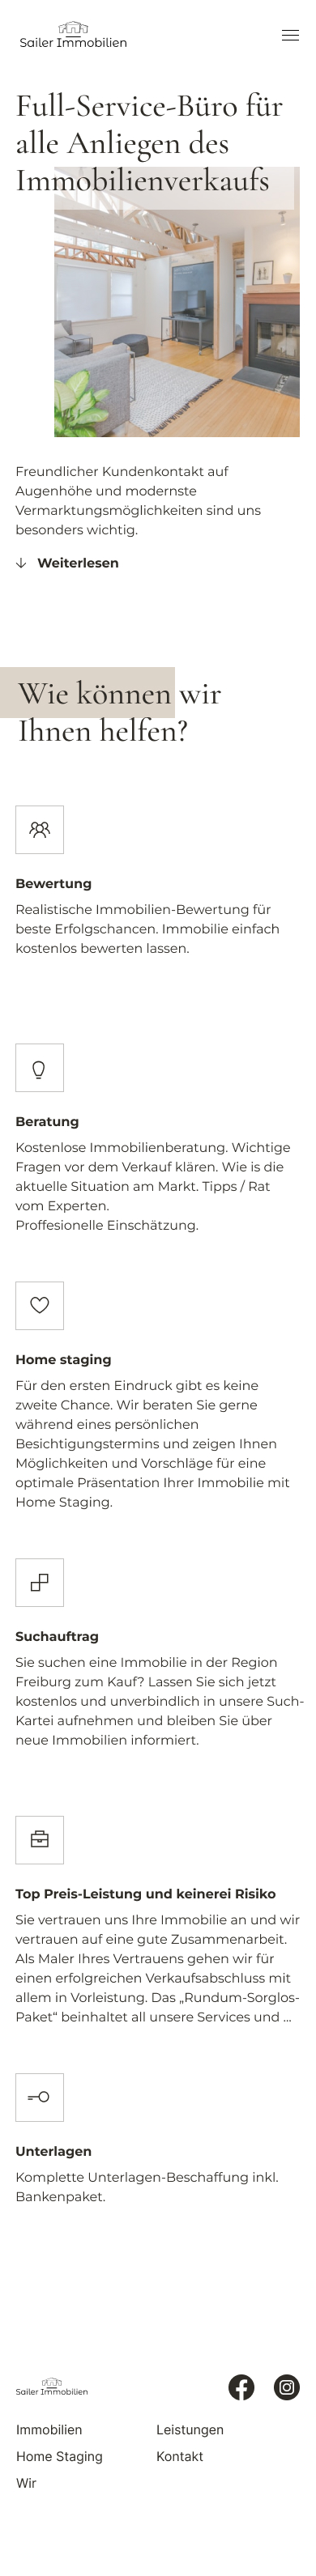 Sailer Immobilien
Full-Service-Büro für
alle Anliegen des
Immobilienverkaufs
Freundlicher Kundenkontakt auf
Augenhöhe und modernste
Vermarktungsmöglichkeiten sind uns
besonders wichtig.
Weiterlesen
Wie können wir
Ihnen helfen?
Bewertung
Realistische Immobilien-Bewertung für
beste Erfolgschancen. Immobilie einfach
kostenlos bewerten lassen.
Beratung
Kostenlose Immobilienberatung. Wichtige
Fragen vor dem Verkauf klären. Wie is die
aktuelle Situation am Markt. Tipps / Rat
vom Experten.
Proffesionelle Einschätzung.
Home staging
Für den ersten Eindruck gibt es keine
zweite Chance. Wir beraten Sie gerne
während eines persönlichen
Besichtigungstermins und zeigen Ihnen
Möglichkeiten und Vorschläge für eine
optimale Präsentation Ihrer Immobilie mit
Home Staging.
Suchauftrag
Sie suchen eine Immobilie in der Region
Freiburg zum Kauf? Lassen Sie sich jetzt
kostenlos und unverbindlich in unsere Such-
Kartei aufnehmen und bleiben Sie über
neue Immobilien informiert.
Top Preis-Leistung und keinerei Risiko
Sie vertrauen uns Ihre Immobilie an und wir
vertrauen auf eine gute Zusammenarbeit.
Als Maler Ihres Vertrauens gehen wir für
einen erfolgreichen Verkaufsabschluss mit
allem in Vorleistung. Das „Rundum-Sorglos-
Paket“ beinhaltet all unsere Services und ...
Unterlagen
Komplette Unterlagen-Beschaffung inkl.
Bankenpaket.
Sailer Immobilien
Immobilien
Leistungen
Home Staging
Kontakt
Wir